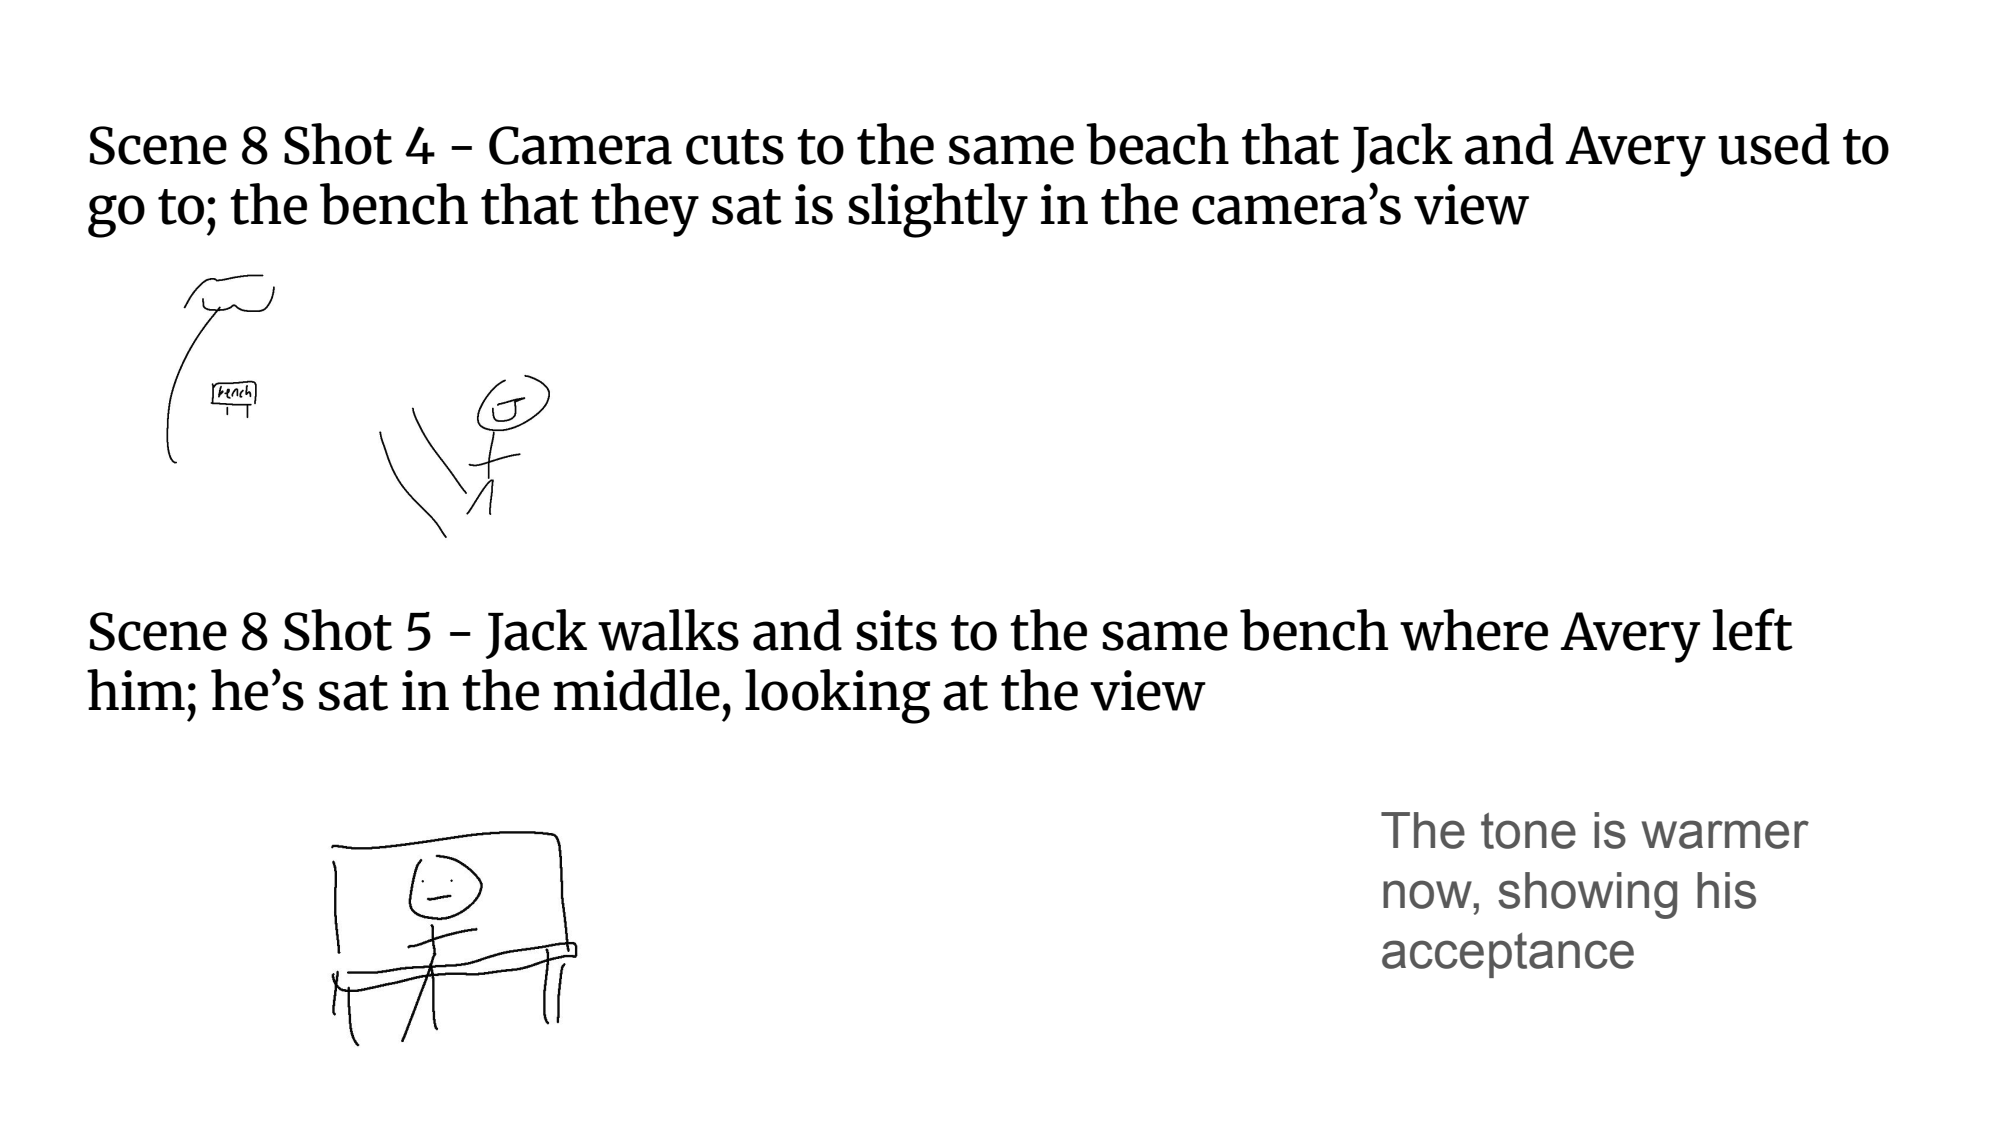 Scene 8 Shot 4 - Camera cuts to the same beach that Jack and Avery used to
go to; the bench that they sat is slightly in the camera’s view
bench
J
Scene 8 Shot 5 - Jack walks and sits to the same bench where Avery left
him; he’s sat in the middle, looking at the view
The tone is warmer
now, showing his
acceptance